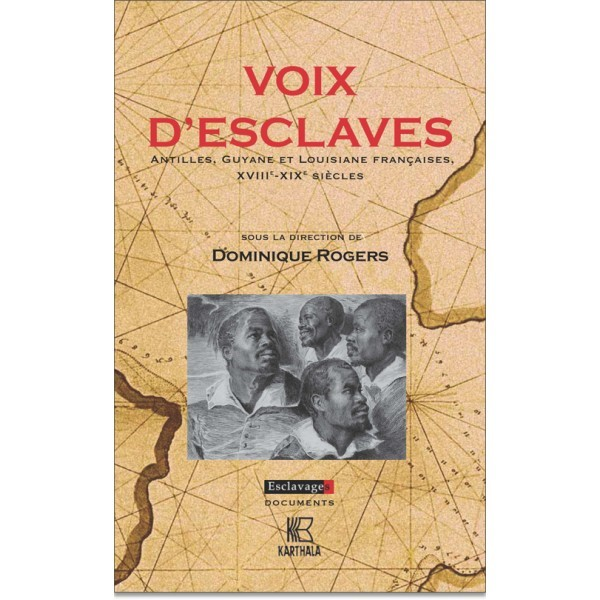 VOIX
D'ESCLAVES
ANTILLES, GUYANE ET LOUISIANE FRANÇAISES,
XVIIIᵉ-XIXᵉ SIÈCLES
SOUS LA DIRECTION DE
DOMINIQUE ROGERS
Esclavages
DOCUMENTS
KARTHALA